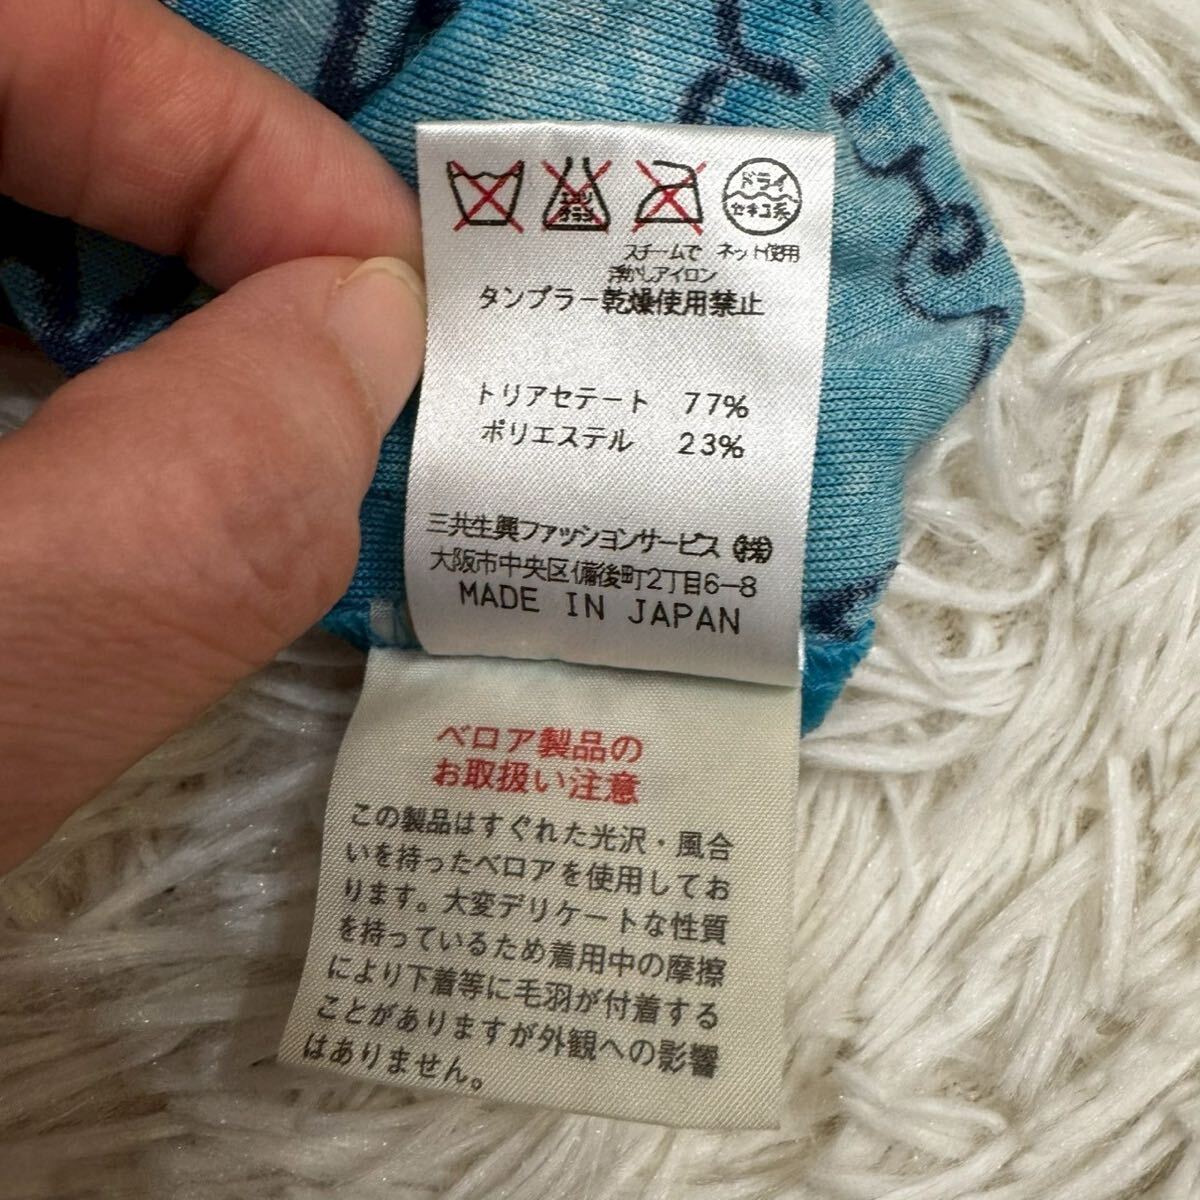 エンソ
サラシ
ドライ
セキユ系
スチームで ネット使用
浮かしアイロン
タンブラー乾燥使用禁止
トリアセテート 77%
ポリエステル 23%
三共生興ファッションサービス(株)
大阪市中央区備後町2丁目6-8
MADE IN JAPAN
ベロア製品の
お取扱い注意
この製品はすぐれた光沢・風合
いを持ったベロアを使用してお
ります。大変デリケートな性質
を持っているため着用中の摩擦
により下着等に毛羽が付着する
ことがありますが外観への影響
はありません。